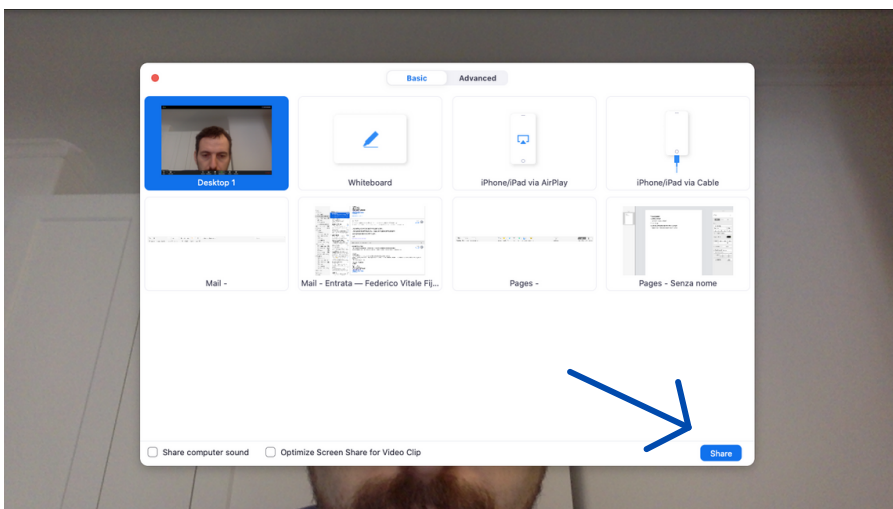 Basic Advanced
Desktop 1 Whiteboard iPhone/iPad via AirPlay iPhone/iPad via Cable
Mail - Mail - Entrata — Federico Vitale Fij... Pages - Pages - Senza nome
Share computer sound Optimize Screen Share for Video Clip Share